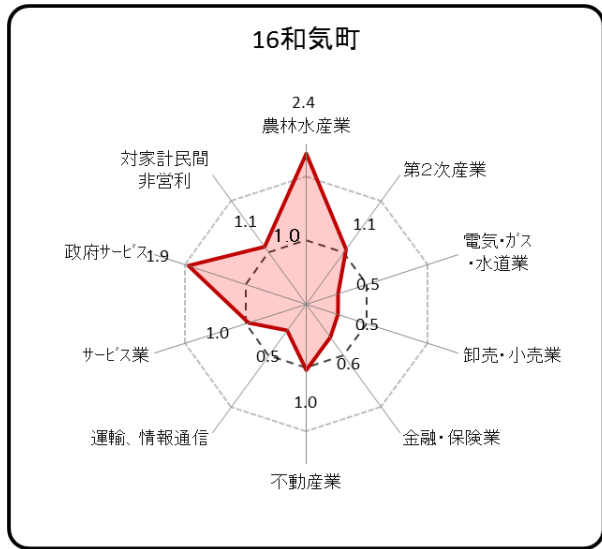 16和気町
2.4
農林水産業
対家計民間
非営利
第2次産業
1.1
1.0
1.1
電気・ガス
・水道業
政府サービス
1.9
0.5
1.0
0.5
サービス業
卸売・小売業
0.5
0.6
1.0
運輸、情報通信
金融・保険業
不動産業